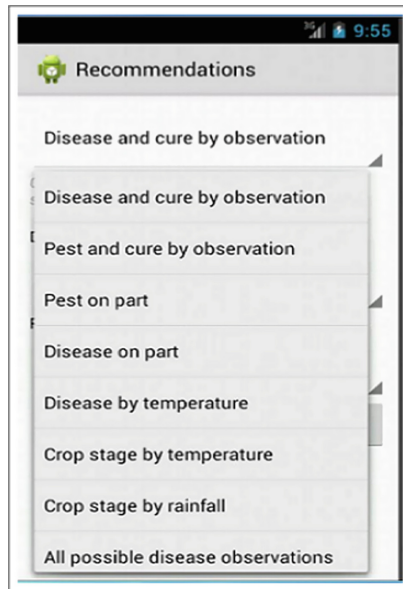 3G 9:55
Recommendations
Disease and cure by observation
Disease and cure by observation
Pest and cure by observation
Pest on part
Disease on part
Disease by temperature
Crop stage by temperature
Crop stage by rainfall
All possible disease observations